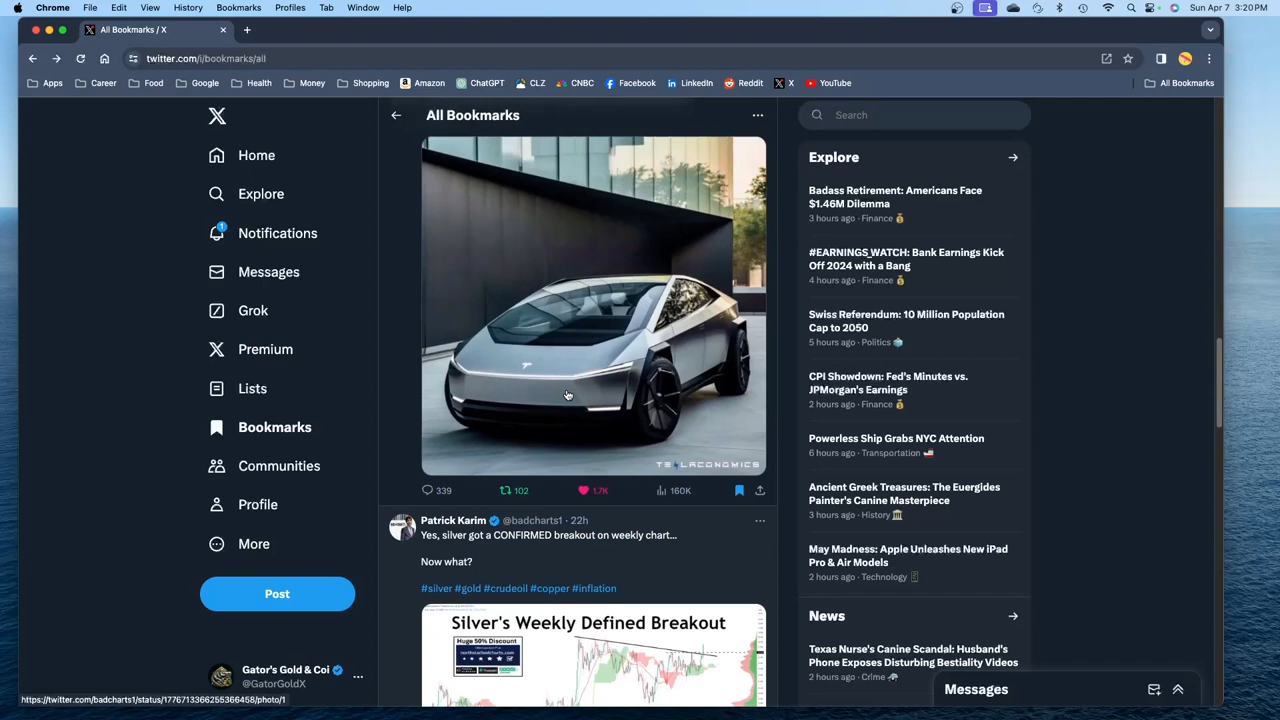 Chrome File Edit View History Bookmarks Profiles Tab Window Help Sun Apr 7 3:20 PM
All Bookmarks / X
twitter.com/i/bookmarks/all
Apps Career Food Google Health Money Shopping Amazon ChatGPT CLZ CNBC Facebook LinkedIn Reddit X YouTube All Bookmarks
Home
Explore
1
Notifications
Messages
Grok
Premium
Lists
Bookmarks
Communities
Profile
More
Post
Gator's Gold & Coi
@GatorGoldX
https://twitter.com/badcharts1/status/1776713366255366458/photo/1
All Bookmarks
TESLACONOMICS
339 102 1.7K 160K
Patrick Karim @badcharts1 · 22h
Yes, silver got a CONFIRMED breakout on weekly chart...
Now what?
#silver #gold #crudeoil #copper #inflation
Silver's Weekly Defined Breakout
Huge 50% Discount
northstarbadcharts.com
Search
Explore
Badass Retirement: Americans Face
$1.46M Dilemma
3 hours ago · Finance
#EARNINGS_WATCH: Bank Earnings Kick
Off 2024 with a Bang
4 hours ago · Finance
Swiss Referendum: 10 Million Population
Cap to 2050
5 hours ago · Politics
CPI Showdown: Fed's Minutes vs.
JPMorgan's Earnings
2 hours ago · Finance
Powerless Ship Grabs NYC Attention
6 hours ago · Transportation
Ancient Greek Treasures: The Euergides
Painter's Canine Masterpiece
3 hours ago · History
May Madness: Apple Unleashes New iPad
Pro & Air Models
2 hours ago · Technology
News
Texas Nurse's Canine Scandal: Husband's
Phone Exposes Disturbing Bestiality Videos
2 hours ago · Crime
Messages